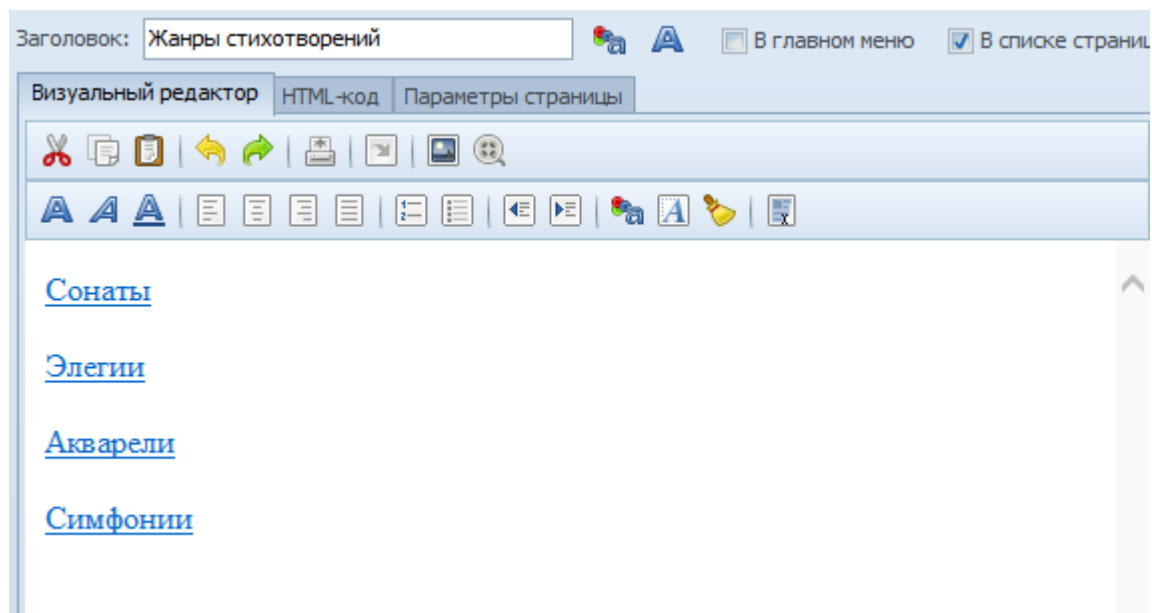 Заголовок: Жанры стихотворений В главном меню В списке страниц
Визуальный редактор HTML-код Параметры страницы
Сонаты
Элегии
Акварели
Симфонии